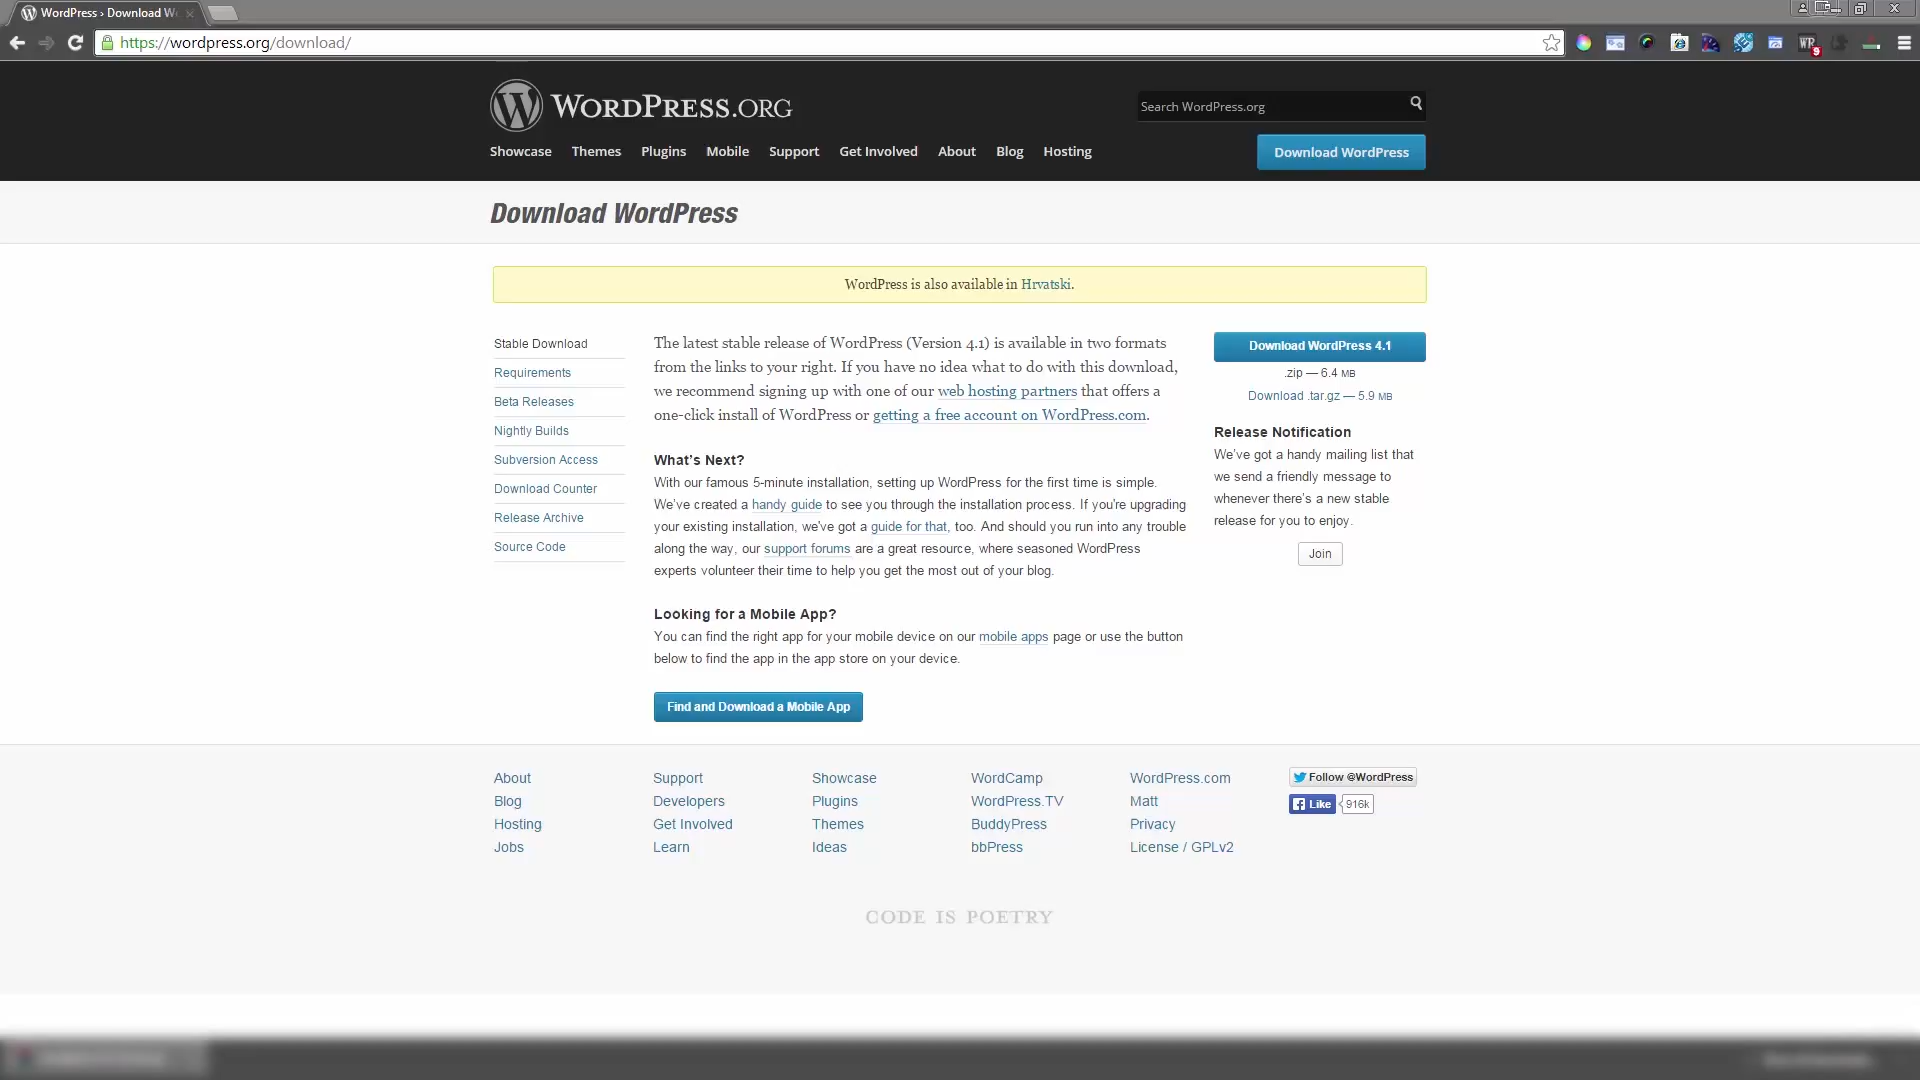 WordPress › Download W
https://wordpress.org/download/
9
WORDPRESS.ORG
Search WordPress.org
Showcase Themes Plugins Mobile Support Get Involved About Blog Hosting
Download WordPress
Download WordPress
WordPress is also available in Hrvatski.
Stable Download
Requirements
Beta Releases
Nightly Builds
Subversion Access
Download Counter
Release Archive
Source Code
The latest stable release of WordPress (Version 4.1) is available in two formats
from the links to your right. If you have no idea what to do with this download,
we recommend signing up with one of our web hosting partners that offers a
one-click install of WordPress or getting a free account on WordPress.com.
What's Next?
With our famous 5-minute installation, setting up WordPress for the first time is simple.
We've created a handy guide to see you through the installation process. If you're upgrading
your existing installation, we've got a guide for that, too. And should you run into any trouble
along the way, our support forums are a great resource, where seasoned WordPress
experts volunteer their time to help you get the most out of your blog.
Looking for a Mobile App?
You can find the right app for your mobile device on our mobile apps page or use the button
below to find the app in the app store on your device.
Find and Download a Mobile App
Download WordPress 4.1
.zip — 6.4 MB
Download .tar.gz — 5.9 MB
Release Notification
We've got a handy mailing list that
we send a friendly message to
whenever there's a new stable
release for you to enjoy.
Join
About
Blog
Hosting
Jobs
Support
Developers
Get Involved
Learn
Showcase
Plugins
Themes
Ideas
WordCamp
WordPress.TV
BuddyPress
bbPress
WordPress.com
Matt
Privacy
License / GPLv2
Follow @WordPress
Like 916k
CODE IS POETRY